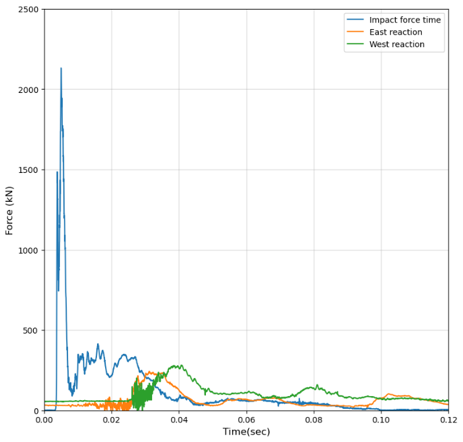 2500
Impact force time
East reaction
West reaction
2000
1500
Force (kN)
1000
500
0
0.00 0.02 0.04 0.06 0.08 0.10 0.12
Time(sec)